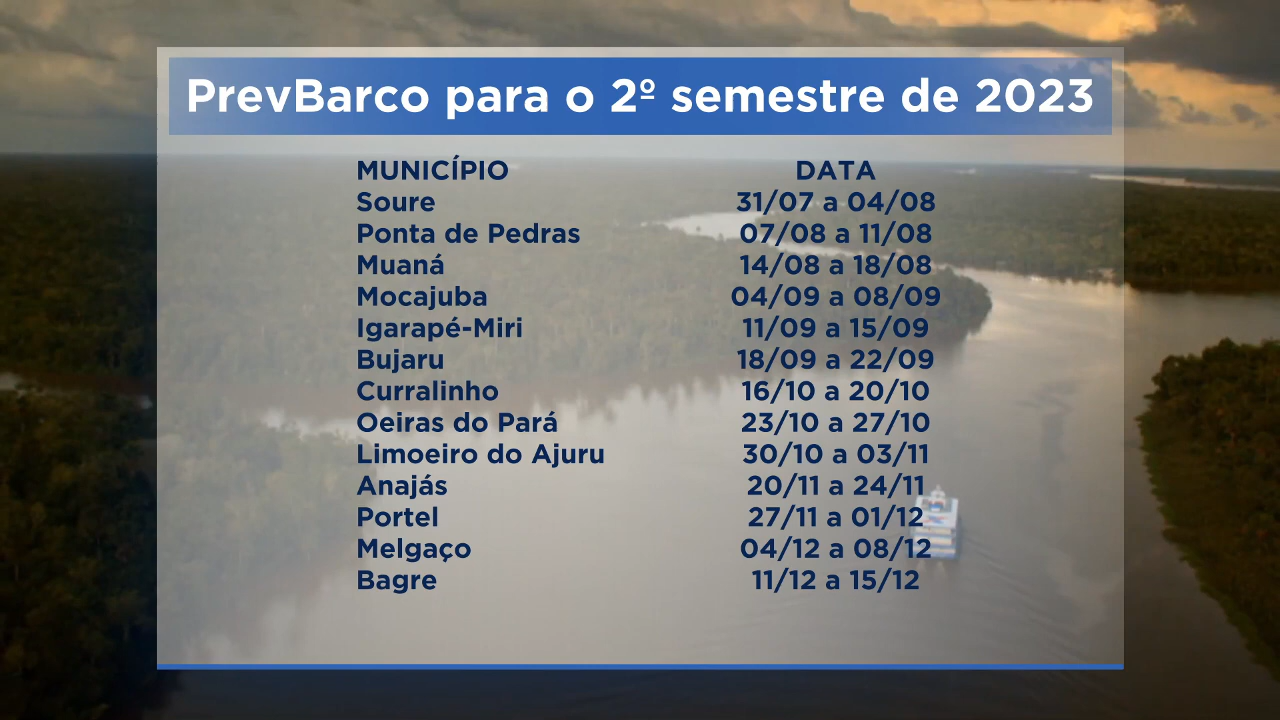 PrevBarco para o 2º semestre de 2023
MUNICÍPIO DATA
Soure 31/07 a 04/08
Ponta de Pedras 07/08 a 11/08
Muaná 14/08 a 18/08
Mocajuba 04/09 a 08/09
Igarapé-Miri 11/09 a 15/09
Bujaru 18/09 a 22/09
Curralinho 16/10 a 20/10
Oeiras do Pará 23/10 a 27/10
Limoeiro do Ajuru 30/10 a 03/11
Anajás 20/11 a 24/11
Portel 27/11 a 01/12
Melgaço 04/12 a 08/12
Bagre 11/12 a 15/12